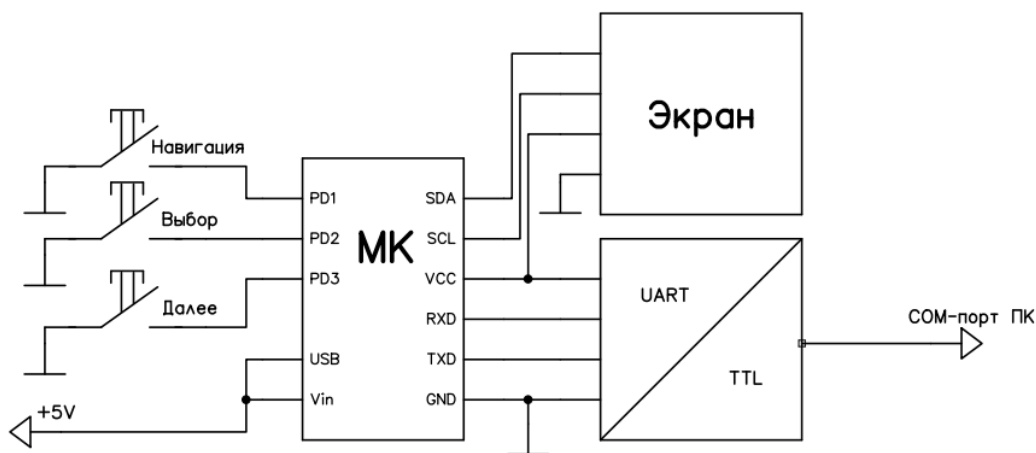 Экран
Навигация
PD1
SDA
Выбор
PD2
МК
SCL
PD3
VCC
UART
Далее
RXD
COM-порт ПК
USB
TXD
TTL
+5V
Vin
GND